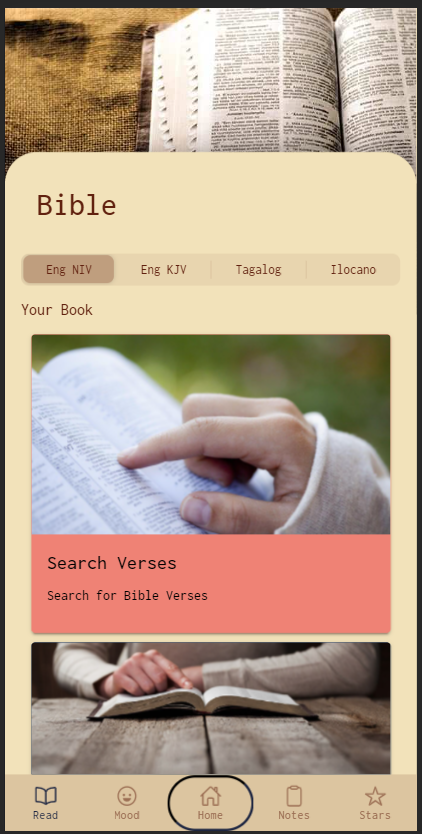 Bible
Eng NIV Eng KJV Tagalog Ilocano
Your Book
Search Verses
Search for Bible Verses
Read Mood Home Notes Stars